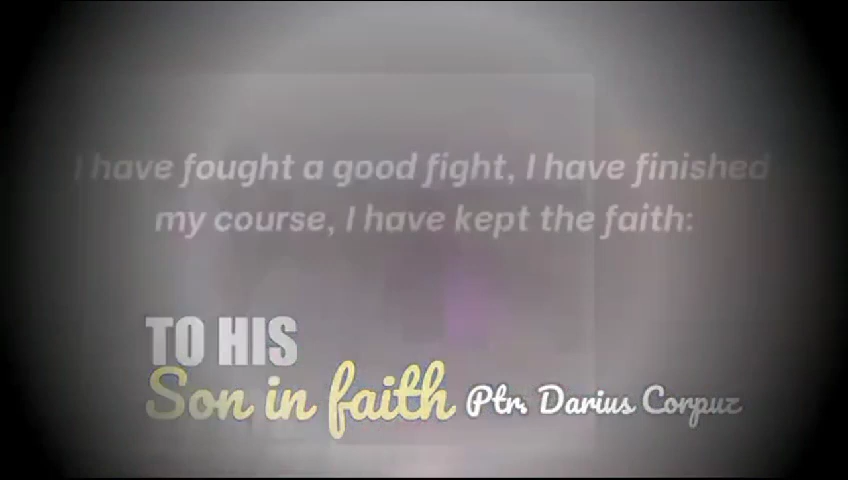 I have fought a good fight, I have finished
my course, I have kept the faith:
TO HIS
Son in faith Ptr. Darius Corpuz